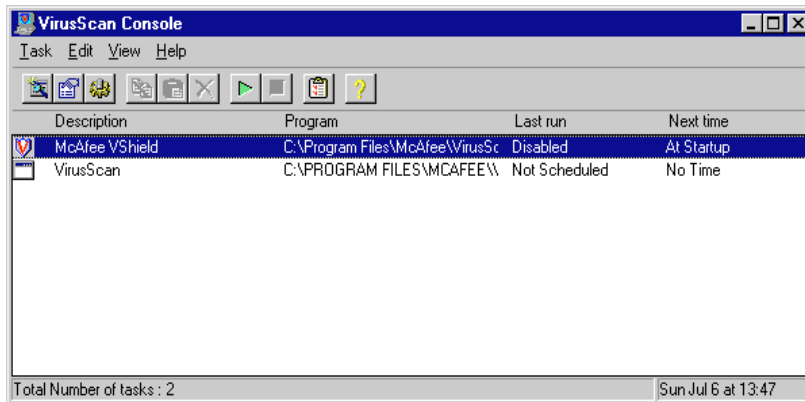 VirusScan Console
Task Edit View Help
Description Program Last run Next time
McAfee VShield C:\Program Files\McAfee\VirusSc Disabled At Startup
VirusScan C:\PROGRAM FILES\MCAFEE\\ Not Scheduled No Time
Total Number of tasks : 2 Sun Jul 6 at 13:47